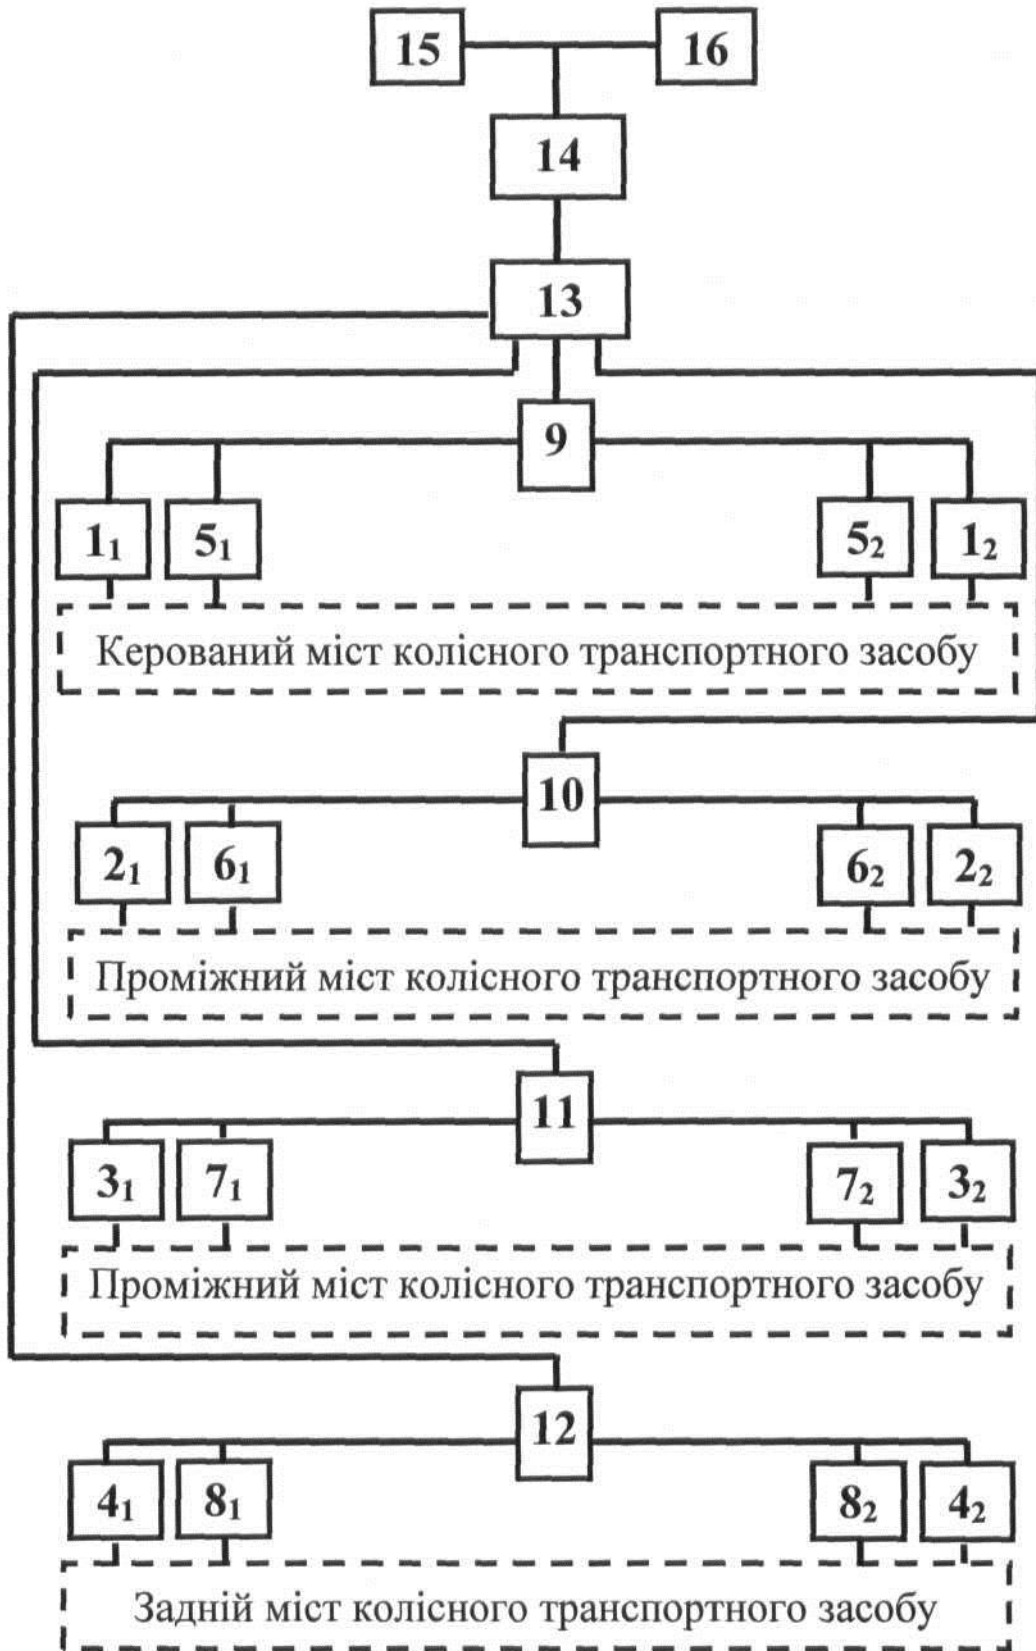 15 16
14
13
9
1₁ 5₁ 5₂ 1₂
Керований міст колісного транспортного засобу
10
2₁ 6₁ 6₂ 2₂
Проміжний міст колісного транспортного засобу
11
3₁ 7₁ 7₂ 3₂
Проміжний міст колісного транспортного засобу
12
4₁ 8₁ 8₂ 4₂
Задній міст колісного транспортного засобу